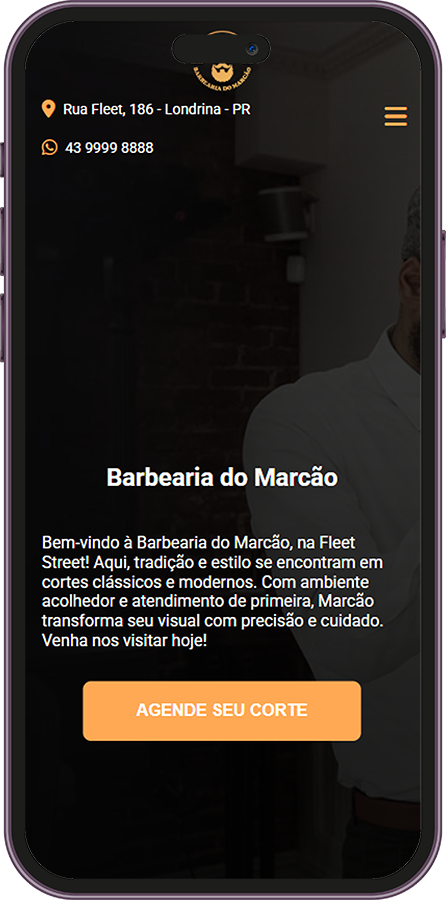 BARBEARIA DO MARCÃO
Rua Fleet, 186 - Londrina - PR
43 9999 8888
Barbearia do Marcão
Bem-vindo à Barbearia do Marcão, na Fleet
Street! Aqui, tradição e estilo se encontram em
cortes clássicos e modernos. Com ambiente
acolhedor e atendimento de primeira, Marcão
transforma seu visual com precisão e cuidado.
Venha nos visitar hoje!
AGENDE SEU CORTE